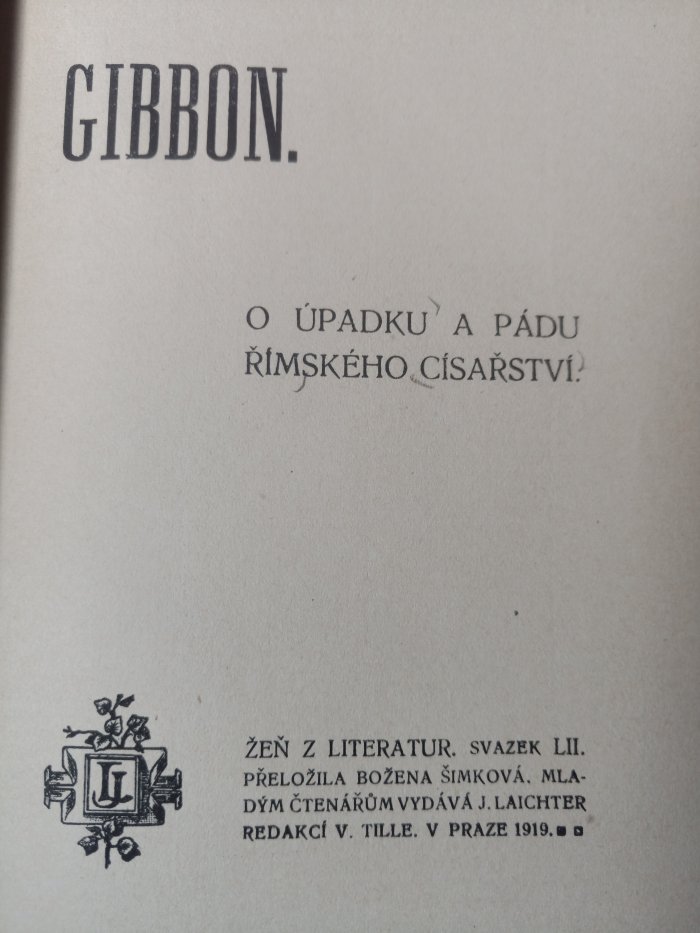 GIBBON.
O ÚPADKU A PÁDU
ŘÍMSKÉHO CÍSAŘSTVÍ.
ŽEŇ Z LITERATUR. SVAZEK LII.
PŘELOŽILA BOŽENA ŠIMKOVÁ. MLA-
DÝM ČTENÁŘŮM VYDÁVÁ J. LAICHTER
REDAKCÍ V. TILLE. V PRAZE 1919.
JL